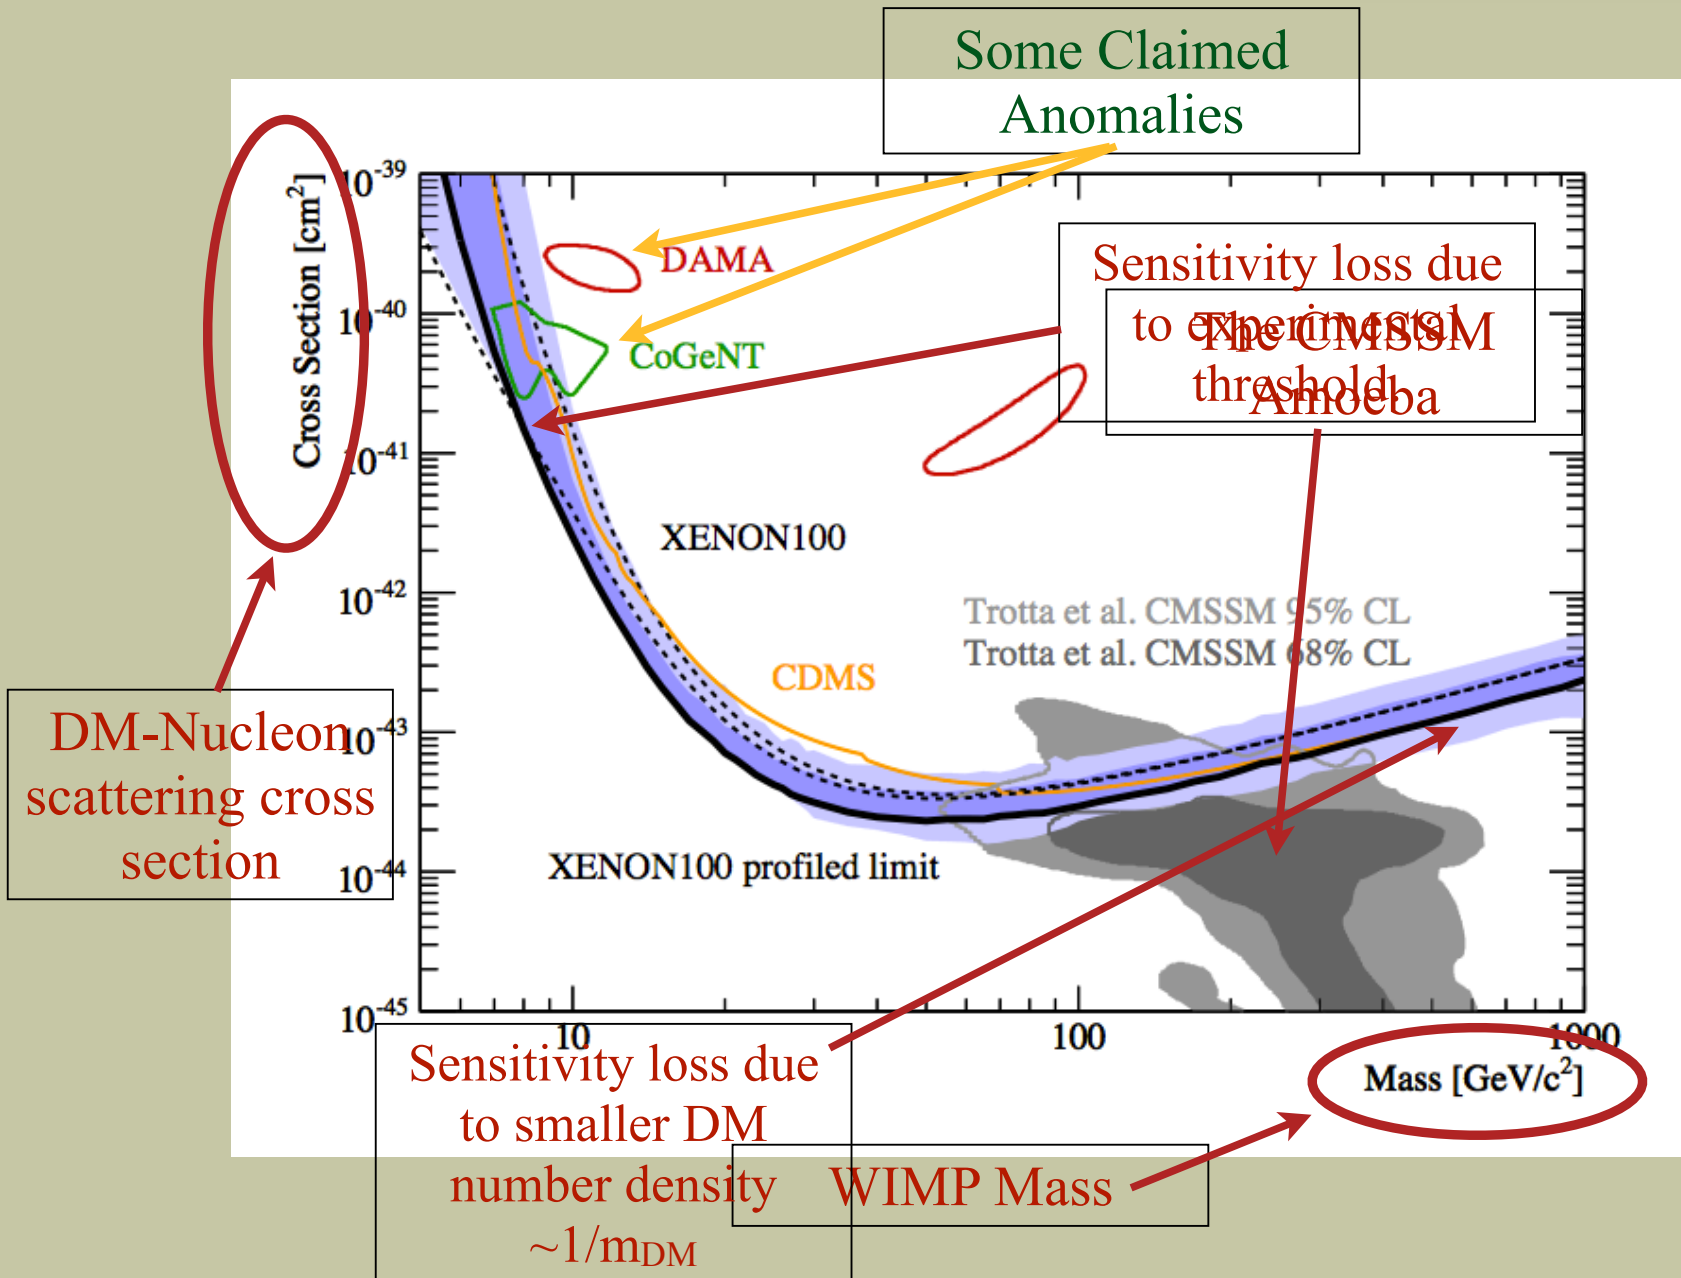 Some Claimed
Anomalies
Cross Section [cm²]
10⁻³⁹
10⁻⁴⁰
10⁻⁴¹
10⁻⁴²
10⁻⁴³
10⁻⁴⁴
10⁻⁴⁵
DAMA
CoGeNT
Sensitivity loss due
to experimental
threshold.
The CMSSM
Amoeba
XENON100
Trotta et al. CMSSM 95% CL
Trotta et al. CMSSM 68% CL
CDMS
DM-Nucleon
scattering cross
section
XENON100 profiled limit
10
100
1000
Mass [GeV/c²]
Sensitivity loss due
to smaller DM
number density
~1/mDM
WIMP Mass